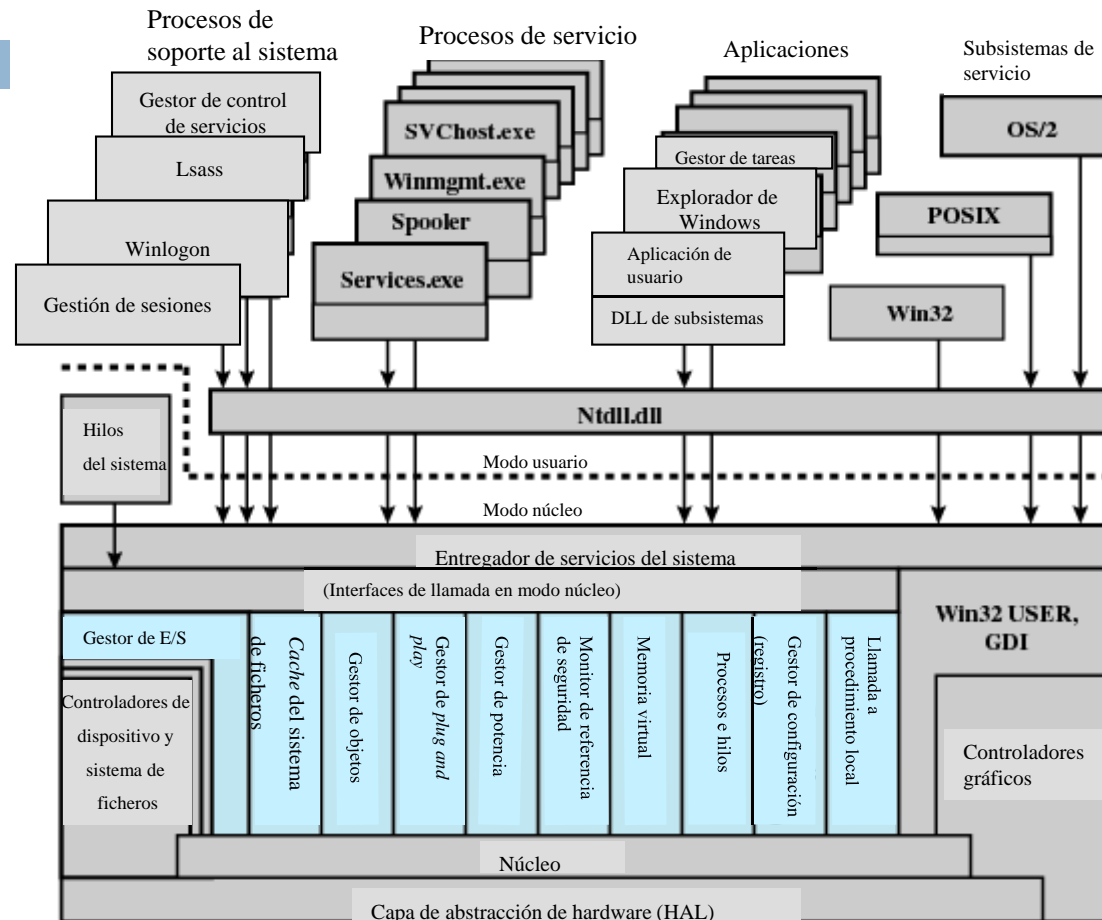 Procesos de
soporte al sistema
Procesos de servicio
Aplicaciones
Subsistemas de
servicio
Gestor de control
de servicios
Lsass
Winlogon
Gestión de sesiones
SVChost.exe
Winmgmt.exe
Spooler
Services.exe
Gestor de tareas
Explorador de
Windows
Aplicación de
usuario
DLL de subsistemas
OS/2
POSIX
Win32
Ntdll.dll
Hilos
del sistema
Modo usuario
Modo núcleo
Entregador de servicios del sistema
(Interfaces de llamada en modo núcleo)
Win32 USER,
GDI
Gestor de E/S
Cache del sistema
de ficheros
Gestor de objetos
Gestor de plug and
play
Gestor de potencia
Monitor de referencia
de seguridad
Memoria virtual
Procesos e hilos
Gestor de configuración
(registro)
Llamada a
procedimiento local
Controladores de
dispositivo y
sistema de
ficheros
Controladores
gráficos
Núcleo
Capa de abstracción de hardware (HAL)